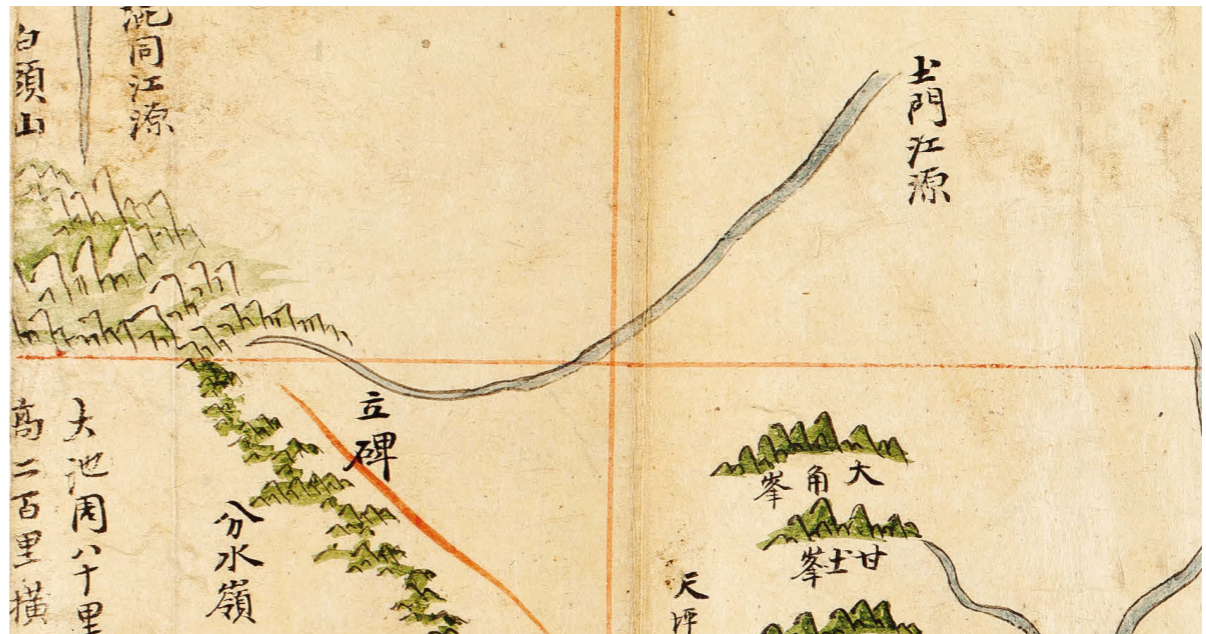 土門江源
混同江源
白頭山
立碑
大角峯
甘土峯
分水嶺
天坪
大池周八十里
高二百里橫